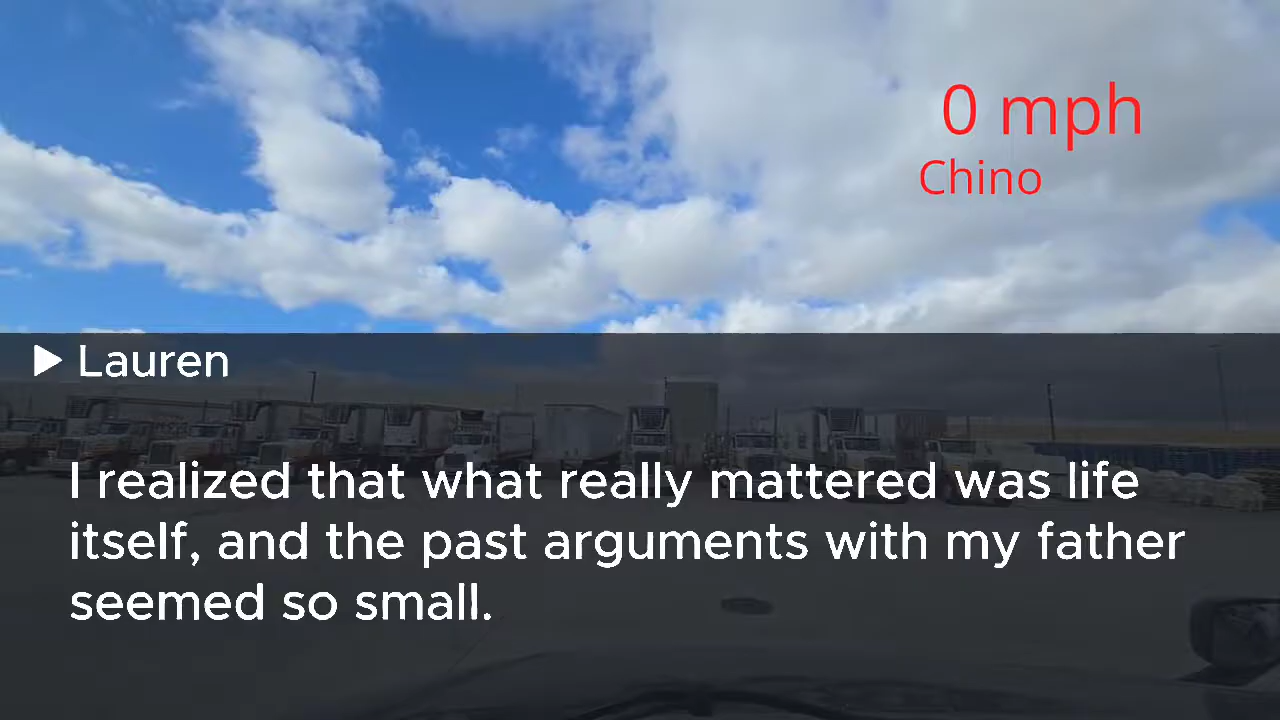 0 mph
Chino
Lauren
I realized that what really mattered was life
itself, and the past arguments with my father
seemed so small.